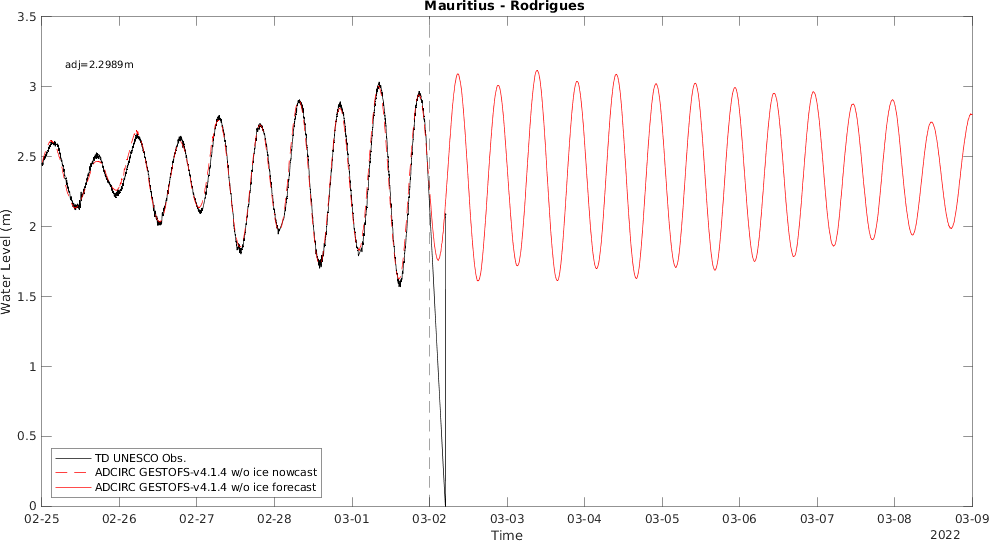 Mauritius - Rodrigues
adj=2.2989m
Water Level (m)
3.5
3
2.5
2
1.5
1
0.5
0
TD UNESCO Obs.
ADCIRC GESTOFS-v4.1.4 w/o ice nowcast
ADCIRC GESTOFS-v4.1.4 w/o ice forecast
02-25 02-26 02-27 02-28 03-01 03-02 03-03 03-04 03-05 03-06 03-07 03-08 03-09
Time
2022